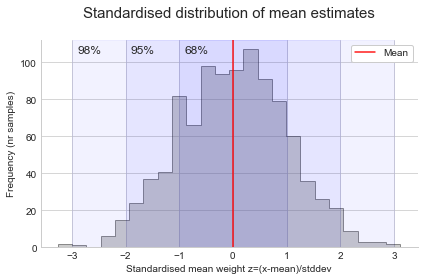 Standardised distribution of mean estimates
98% 95% 68%
Mean
100
80
60
40
20
0
Frequency (nr samples)
−3 −2 −1 0 1 2 3
Standardised mean weight z=(x-mean)/stddev